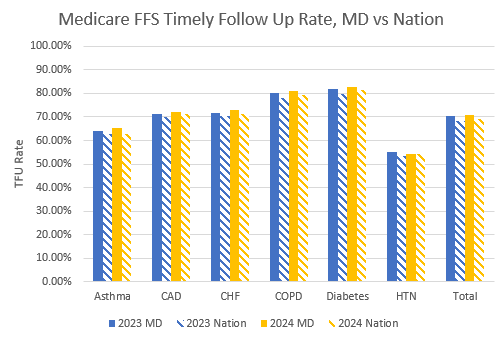 Medicare FFS Timely Follow Up Rate, MD vs Nation
100.00%
90.00%
80.00%
70.00%
60.00%
50.00%
40.00%
30.00%
20.00%
10.00%
0.00%
TFU Rate
Asthma CAD CHF COPD Diabetes HTN Total
2023 MD 2023 Nation 2024 MD 2024 Nation